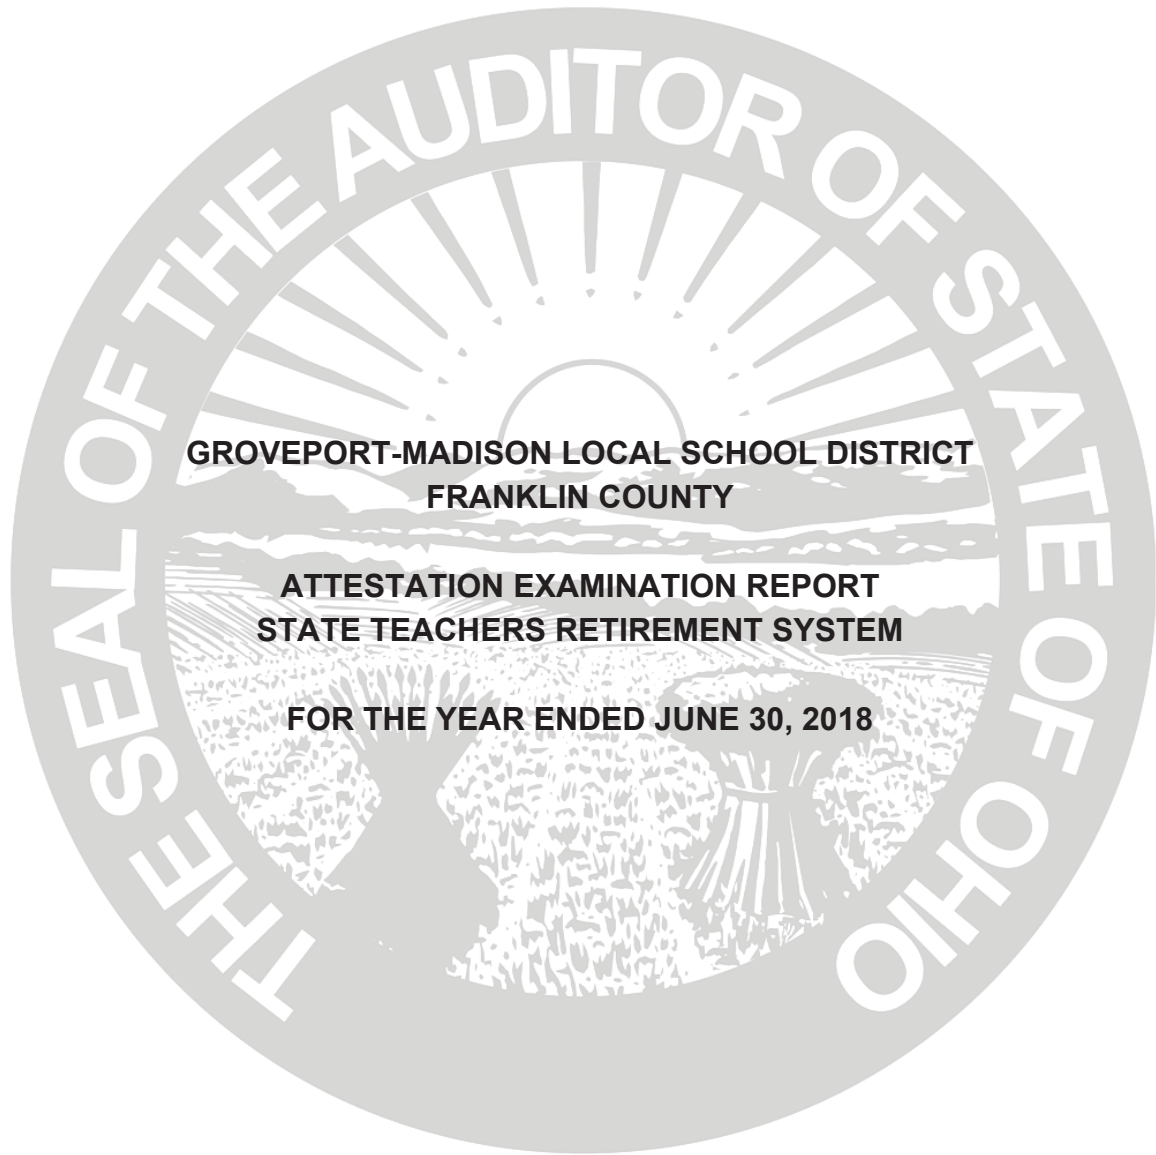 THE SEAL OF THE AUDITOR OF STATE OF OHIO
GROVEPORT-MADISON LOCAL SCHOOL DISTRICT
FRANKLIN COUNTY
ATTESTATION EXAMINATION REPORT
STATE TEACHERS RETIREMENT SYSTEM
FOR THE YEAR ENDED JUNE 30, 2018